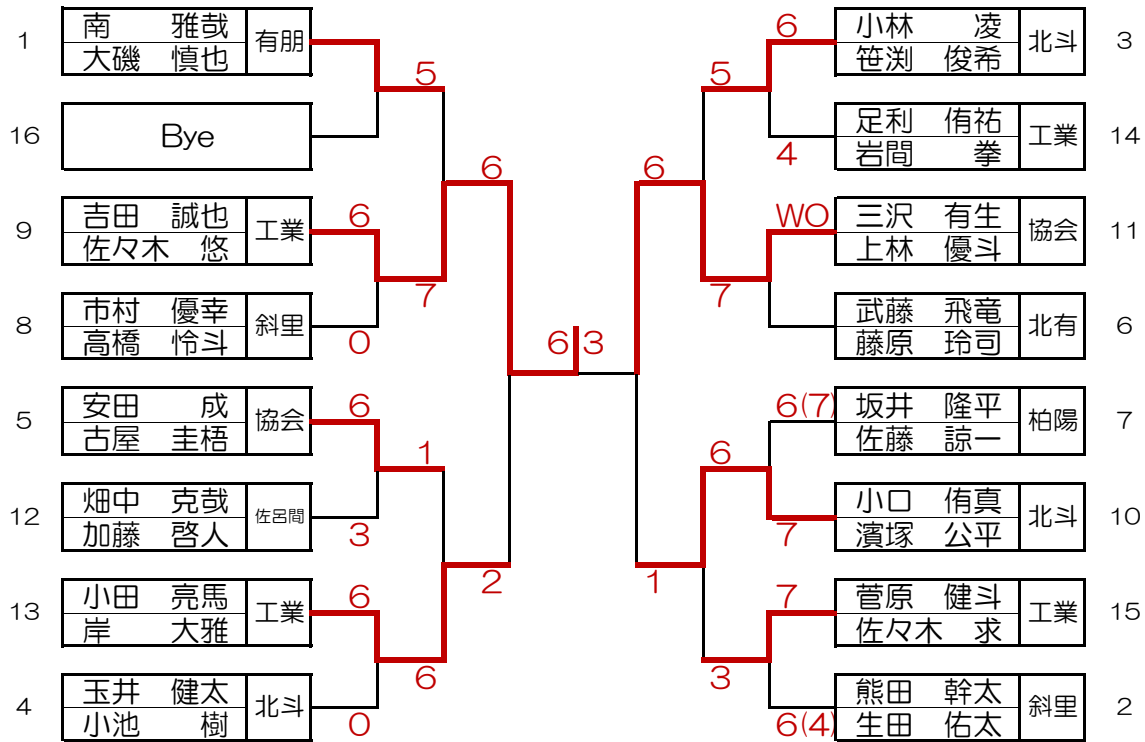 1 南 雅哉 有朋
大磯 慎也
5
16 Bye
6
9 吉田 誠也 工業 6
佐々木 悠
7
8 市村 優幸 斜里 0
高橋 怜斗
6 3
5 安田 成 協会 6
古屋 圭梧
1
12 畑中 克哉 佐呂間 3
加藤 啓人
2
13 小田 亮馬 工業 6
岸 大雅
6
4 玉井 健太 北斗 0
小池 樹
6 小林 凌 北斗 3
笹渕 俊希
5
4 足利 侑祐 工業 14
岩間 拳
6
WO 三沢 有生 協会 11
上林 優斗
7
武藤 飛竜 北有 6
藤原 玲司
6(7) 坂井 隆平 柏陽 7
佐藤 諒一
6
7 小口 侑真 北斗 10
濱塚 公平
1
7 菅原 健斗 工業 15
佐々木 求
3
6(4) 熊田 幹太 斜里 2
生田 佑太